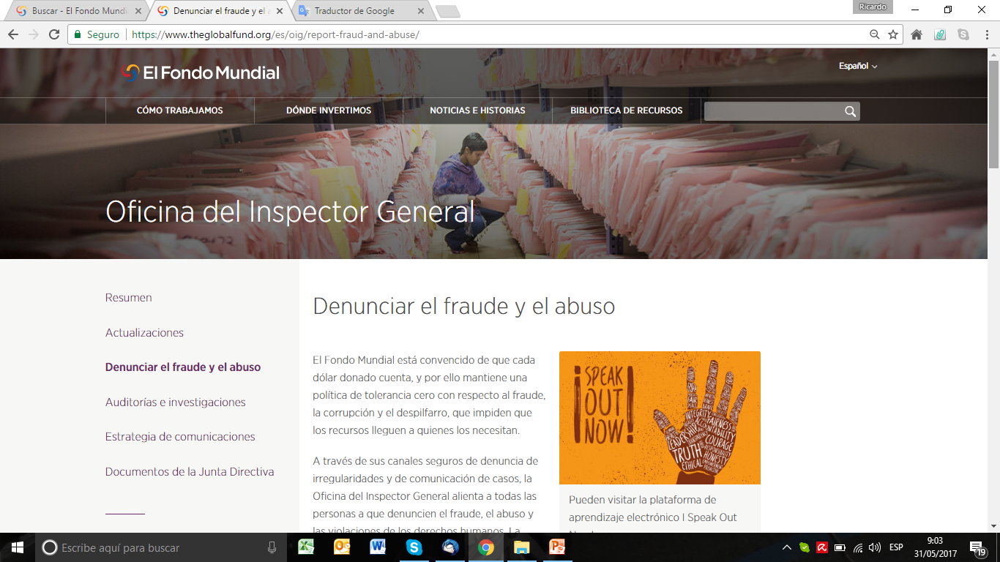 Buscar - El Fondo Mundi
Denunciar el fraude y el a
Traductor de Google
Ricardo
Seguro
https://www.theglobalfund.org/es/oig/report-fraud-and-abuse/
El Fondo Mundial
Español
CÓMO TRABAJAMOS
DÓNDE INVERTIMOS
NOTICIAS E HISTORIAS
BIBLIOTECA DE RECURSOS
Oficina del Inspector General
Resumen
Actualizaciones
Denunciar el fraude y el abuso
Auditorías e investigaciones
Estrategia de comunicaciones
Documentos de la Junta Directiva
Denunciar el fraude y el abuso
El Fondo Mundial está convencido de que cada
dólar donado cuenta, y por ello mantiene una
política de tolerancia cero con respecto al fraude,
la corrupción y el despilfarro, que impiden que
los recursos lleguen a quienes los necesitan.
A través de sus canales seguros de denuncia de
irregularidades y de comunicación de casos, la
Oficina del Inspector General alienta a todas las
personas a que denuncien el fraude, el abuso y
las violaciones de los derechos humanos. La
¡SPEAK
OUT
NOW!
INTEGRITY
FAIRNESS
LEADERSHIP
ACCOUNTABILITY
COURAGE
TRUTH
HONESTY
ETHICAL
Pueden visitar la plataforma de
aprendizaje electrónico I Speak Out
Escribe aquí para buscar
ESP
9:03
31/05/2017
19